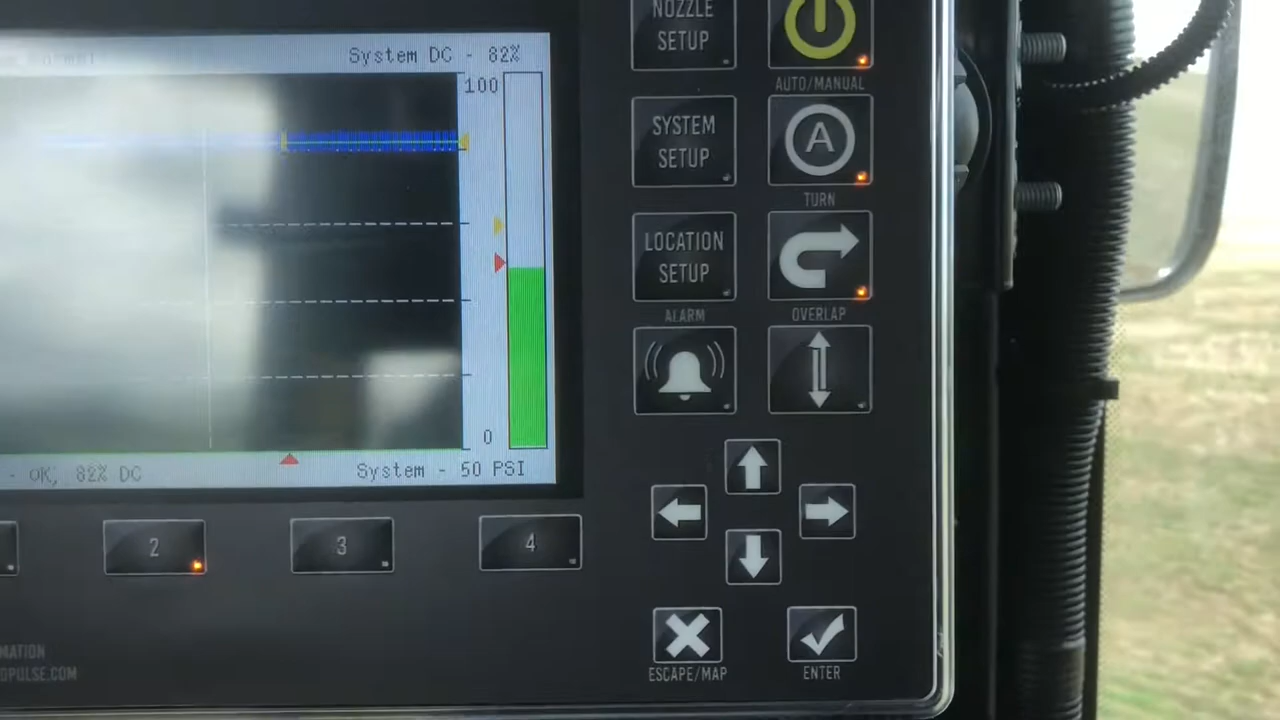 System DC - 82%
100
0
- OK, 82% DC
System - 50 PSI
NOZZLE
SETUP
AUTO/MANUAL
SYSTEM
SETUP
A
TURN
LOCATION
SETUP
ALARM
OVERLAP
2
3
4
ESCAPE/MAP
ENTER
MATION
OPULSE.COM